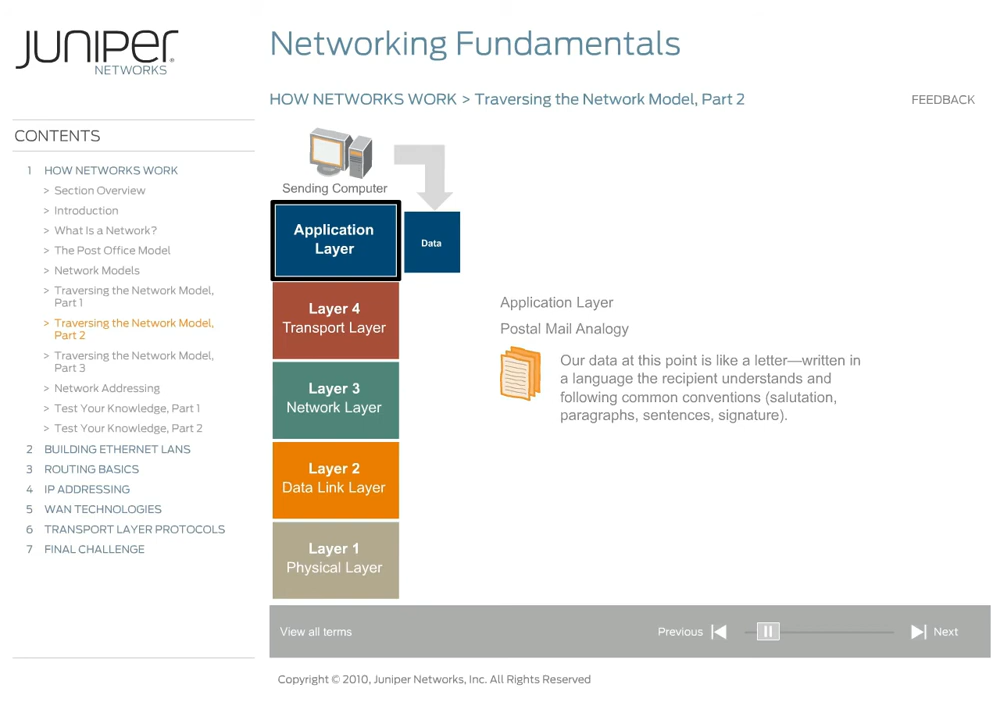 JUNIPER
NETWORKS
Networking Fundamentals
HOW NETWORKS WORK > Traversing the Network Model, Part 2
FEEDBACK
CONTENTS
1 HOW NETWORKS WORK
> Section Overview
> Introduction
> What Is a Network?
> The Post Office Model
> Network Models
> Traversing the Network Model,
Part 1
> Traversing the Network Model,
Part 2
> Traversing the Network Model,
Part 3
> Network Addressing
> Test Your Knowledge, Part 1
> Test Your Knowledge, Part 2
2 BUILDING ETHERNET LANS
3 ROUTING BASICS
4 IP ADDRESSING
5 WAN TECHNOLOGIES
6 TRANSPORT LAYER PROTOCOLS
7 FINAL CHALLENGE
Sending Computer
Application
Layer
Data
Layer 4
Transport Layer
Layer 3
Network Layer
Layer 2
Data Link Layer
Layer 1
Physical Layer
Application Layer
Postal Mail Analogy
Our data at this point is like a letter—written in
a language the recipient understands and
following common conventions (salutation,
paragraphs, sentences, signature).
View all terms
Previous
Next
Copyright © 2010, Juniper Networks, Inc. All Rights Reserved